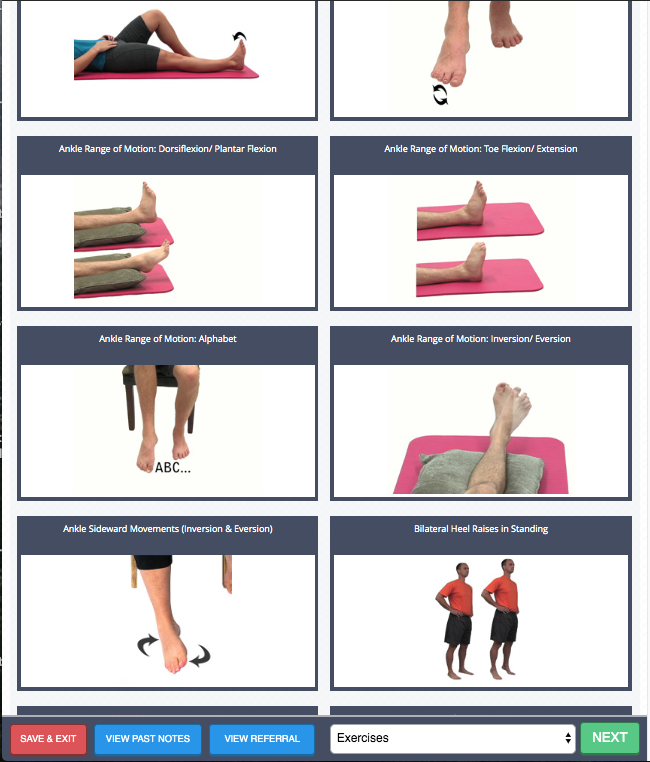 Ankle Range of Motion: Dorsiflexion/ Plantar Flexion
Ankle Range of Motion: Toe Flexion/ Extension
Ankle Range of Motion: Alphabet
Ankle Range of Motion: Inversion/ Eversion
ABC...
Ankle Sideward Movements (Inversion & Eversion)
Bilateral Heel Raises in Standing
SAVE & EXIT
VIEW PAST NOTES
VIEW REFERRAL
Exercises
NEXT